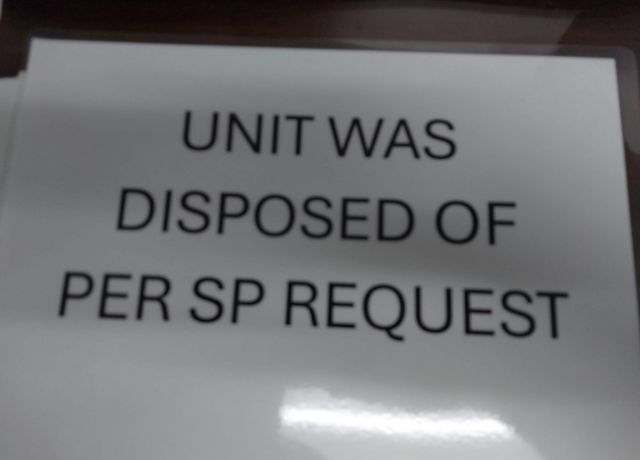 UNIT WAS
DISPOSED OF
PER SP REQUEST